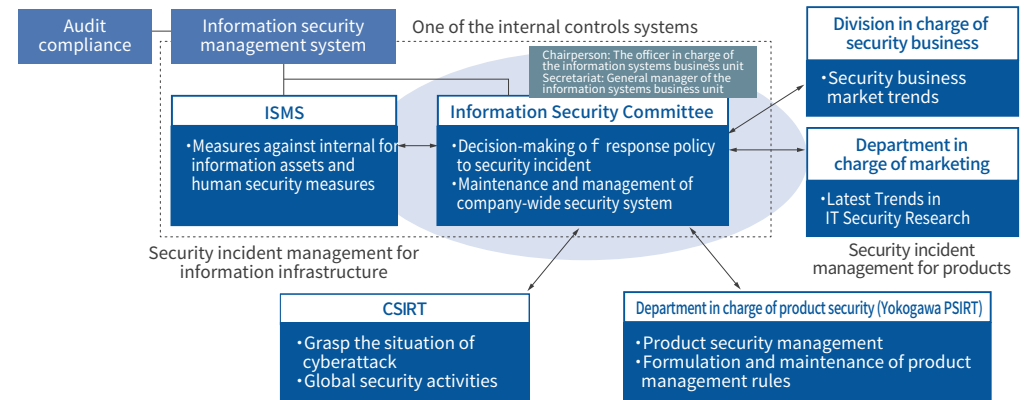 Audit
compliance
Information security
management system
One of the internal controls systems
Chairperson: The officer in charge of
the information systems business unit
Secretariat: General manager of the
information systems business unit
Division in charge of
security business
・Security business
market trends
ISMS
・Measures against internal for
information assets and
human security measures
Information Security Committee
・Decision-making of response policy
to security incident
・Maintenance and management of
company-wide security system
Department in
charge of marketing
・Latest Trends in
IT Security Research
Security incident management for
information infrastructure
Security incident
management for products
CSIRT
・Grasp the situation of
cyberattack
・Global security activities
Department in charge of product security (Yokogawa PSIRT)
・Product security management
・Formulation and maintenance of product
management rules